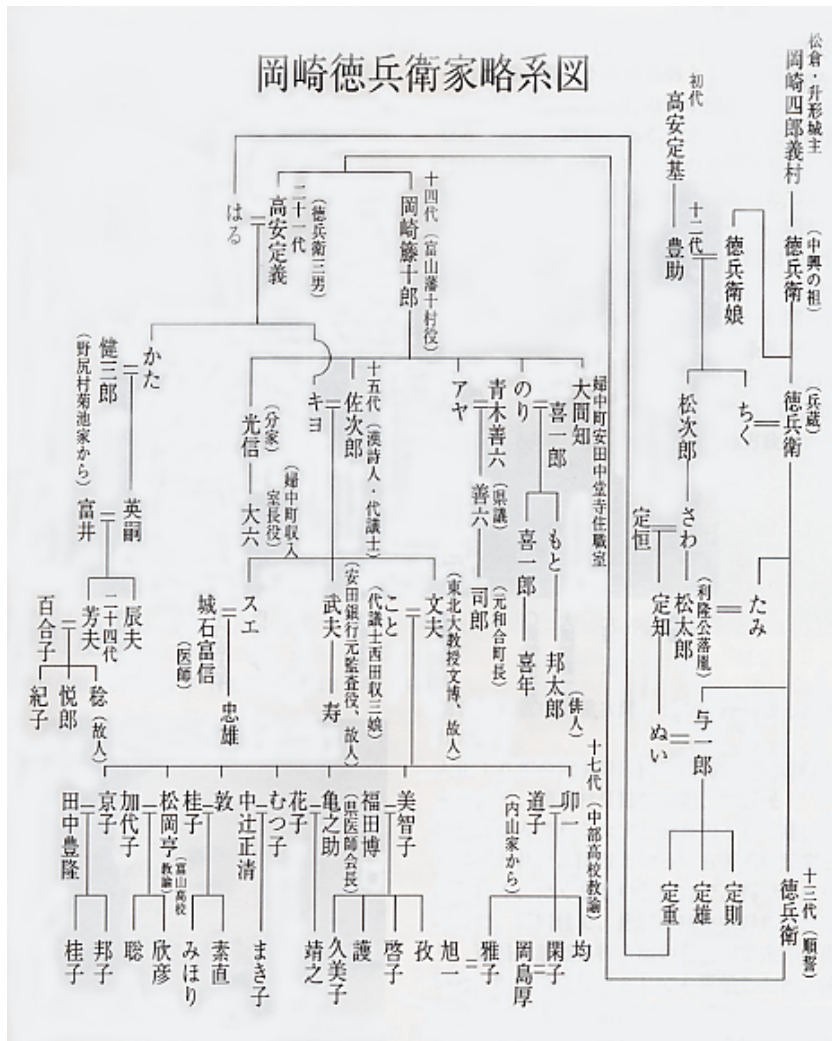 岡崎徳兵衛家略系図
松倉・升形城主
岡崎四郎義村
徳兵衛
(中興の祖)
徳兵衛
(兵蔵)
十三代(順誓)
徳兵衛
初代
高安定基
十二代
豊助
徳兵衛娘
ちく
松次郎
さわ
定恒
松太郎
(利隆公落胤)
定知
たみ
与一郎
ぬい
定則
定雄
定重
十四代(富山藩十村役)
岡崎籐十郎
(徳兵衛三男)
二十一代
高安定義
はる
かた
健三郎
(野尻村菊池家から)
英嗣
富井
辰夫
二十四代
芳夫
百合子
稔
(故人)
悦郎
紀子
婦中町安田中堂寺住職室
大間知
喜一郎
のり
青木善六
アヤ
十五代(漢詩人・代議士)
佐次郎
キヨ
(分家)
光信
(婦中町収入
室長役)
大六
もと
喜一郎
邦太郎
(俳人)
喜年
善六
(県議)
司郎
(元和合町長)
文夫
(東北大教授文博、故人)
こと
(代議士西田収三娘)
武夫
(安田銀行元監査役、故人)
寿
スエ
城石富信
(医師)
忠雄
十七代(中部高校教諭)
卯一
道子
(内山家から)
美智子
福田博
(県医師会長)
亀之助
花子
むつ子
中辻正清
敦
桂子
松岡亨
(富山高校
教諭)
加代子
京子
田中豊隆
均
閑子
岡島厚
雅子
旭一
孜
啓子
護
久美子
靖之
まき子
素直
みほり
欣彦
聡
邦子
桂子